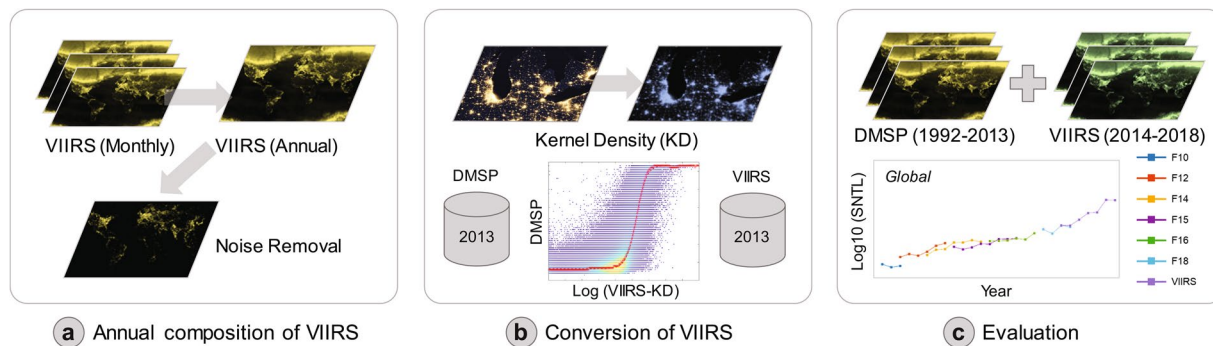 VIIRS (Monthly)
VIIRS (Annual)
Noise Removal
a Annual composition of VIIRS
Kernel Density (KD)
DMSP
2013
DMSP
Log (VIIRS-KD)
VIIRS
2013
b Conversion of VIIRS
DMSP (1992-2013)
VIIRS (2014-2018)
Global
Log10 (SNTL)
Year
F10
F12
F14
F15
F16
F18
VIIRS
c Evaluation